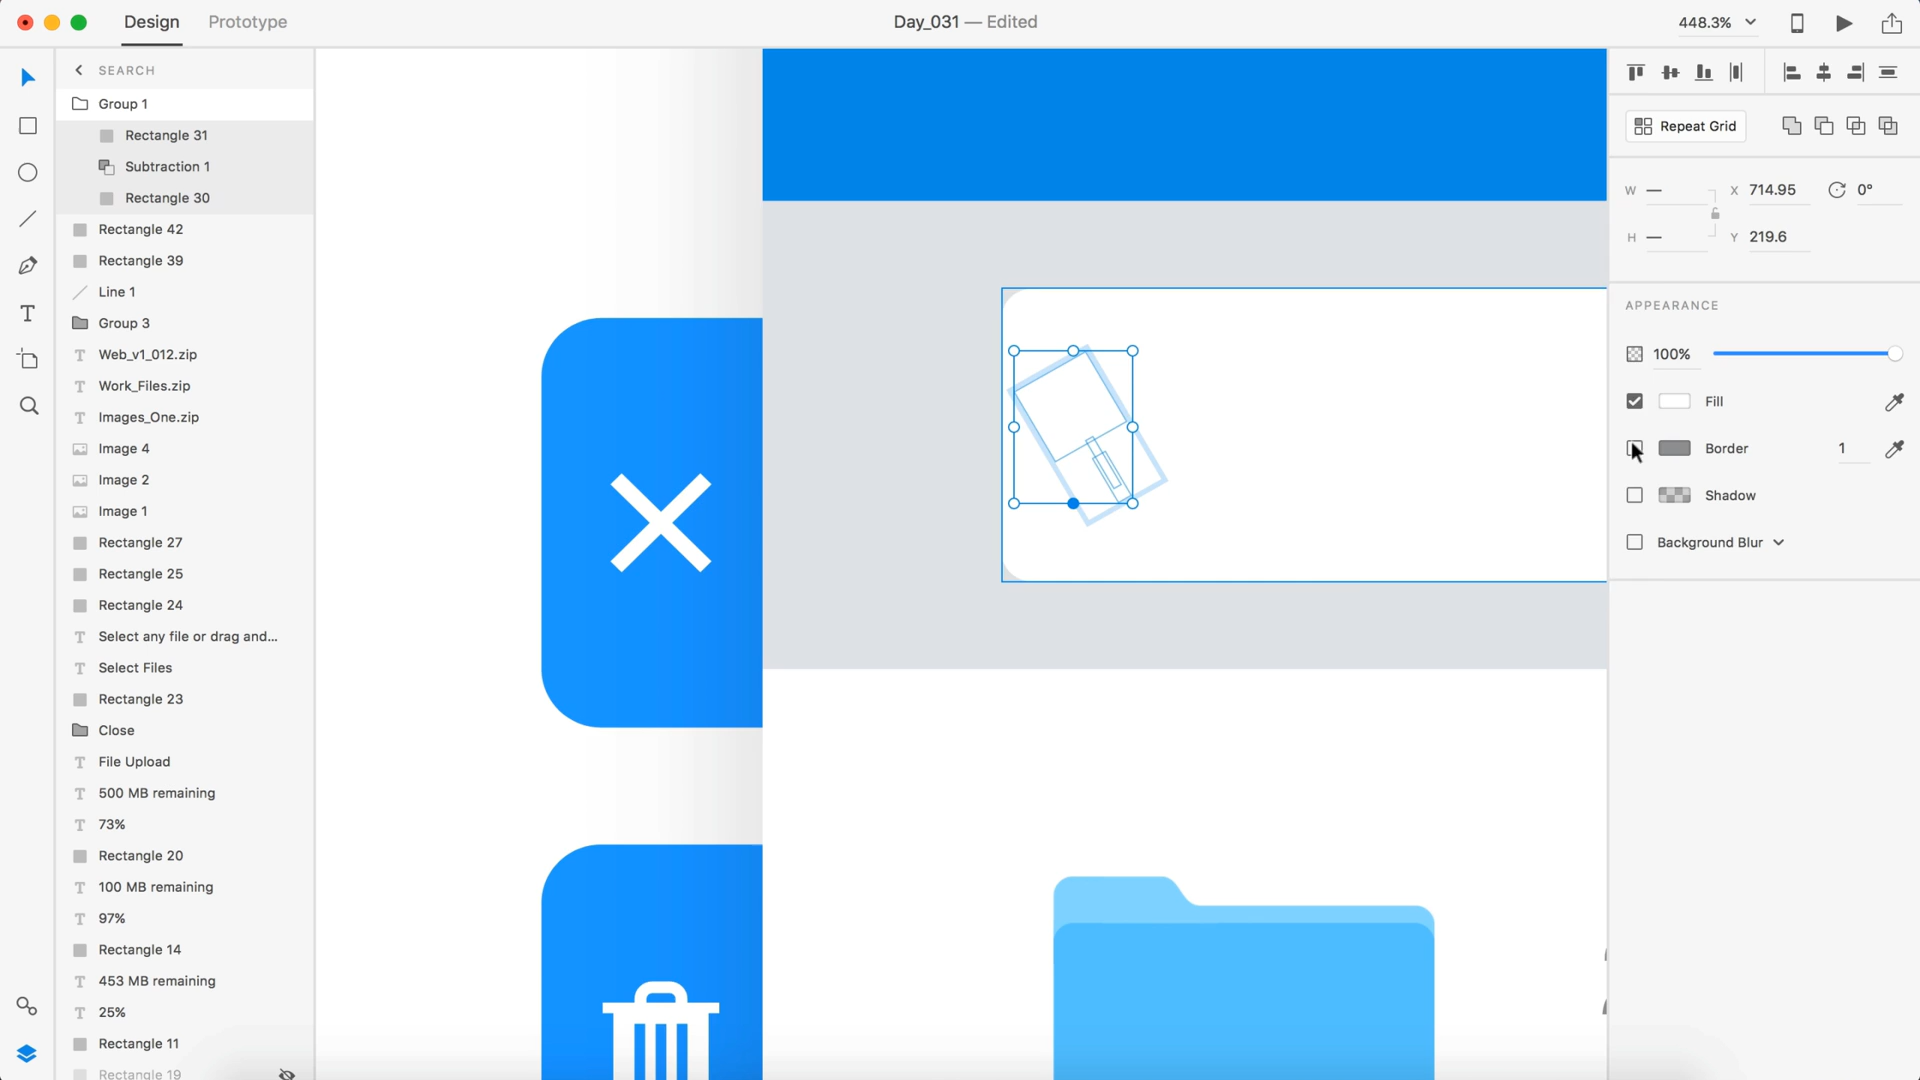 Design
Prototype
Day_031 — Edited
448.3%
SEARCH
Group 1
Rectangle 31
Subtraction 1
Rectangle 30
Rectangle 42
Rectangle 39
Line 1
Group 3
Web_v1_012.zip
Work_Files.zip
Images_One.zip
Image 4
Image 2
Image 1
Rectangle 27
Rectangle 25
Rectangle 24
Select any file or drag and...
Select Files
Rectangle 23
Close
File Upload
500 MB remaining
73%
Rectangle 20
100 MB remaining
97%
Rectangle 14
453 MB remaining
25%
Rectangle 11
Rectangle 19
Repeat Grid
W — X 714.95 0°
H — Y 219.6
APPEARANCE
100%
Fill
Border 1
Shadow
Background Blur